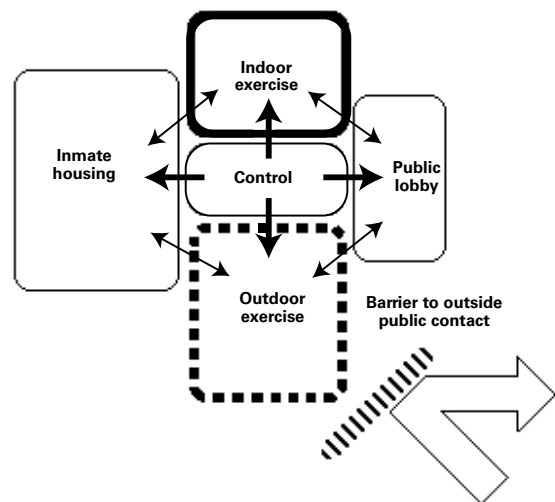 Indoor
exercise
Inmate
housing
Control
Public
lobby
Outdoor
exercise
Barrier to outside
public contact